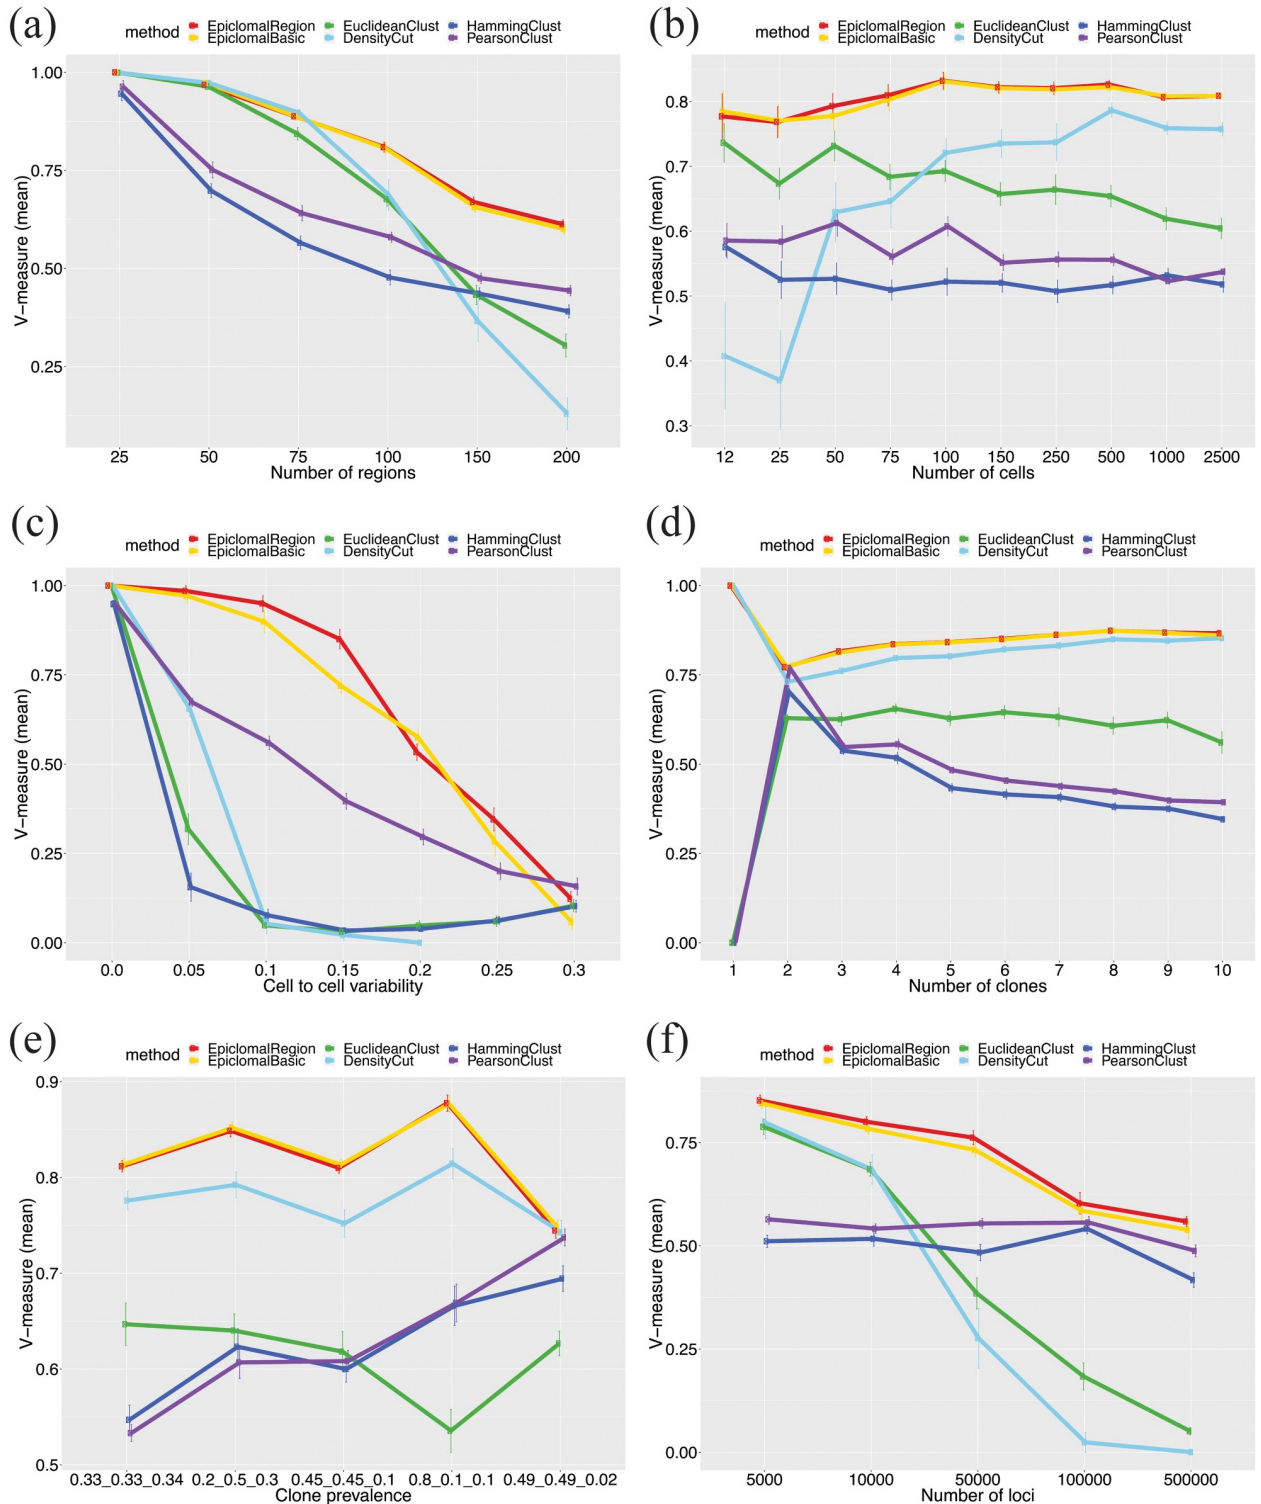 (a)
method EpiclomalRegion EuclideanClust HammingClust
EpiclomalBasic DensityCut PearsonClust
V−measure (mean)
1.00
0.75
0.50
0.25
25 50 75 100 150 200
Number of regions
(b)
method EpiclomalRegion EuclideanClust HammingClust
EpiclomalBasic DensityCut PearsonClust
V−measure (mean)
0.8
0.7
0.6
0.5
0.4
0.3
12 25 50 75 100 150 250 500 1000 2500
Number of cells
(c)
method EpiclomalRegion EuclideanClust HammingClust
EpiclomalBasic DensityCut PearsonClust
V−measure (mean)
1.00
0.75
0.50
0.25
0.00
0.0 0.05 0.1 0.15 0.2 0.25 0.3
Cell to cell variability
(d)
method EpiclomalRegion EuclideanClust HammingClust
EpiclomalBasic DensityCut PearsonClust
V−measure (mean)
1.00
0.75
0.50
0.25
0.00
1 2 3 4 5 6 7 8 9 10
Number of clones
(e)
method EpiclomalRegion EuclideanClust HammingClust
EpiclomalBasic DensityCut PearsonClust
V−measure (mean)
0.9
0.8
0.7
0.6
0.5
0.33_0.33_0.34 0.2_0.5_0.3 0.45_0.45_0.1 0.8_0.1_0.1 0.49_0.49_0.02
Clone prevalence
(f)
method EpiclomalRegion EuclideanClust HammingClust
EpiclomalBasic DensityCut PearsonClust
V−measure (mean)
0.75
0.50
0.25
0.00
5000 10000 50000 100000 500000
Number of loci